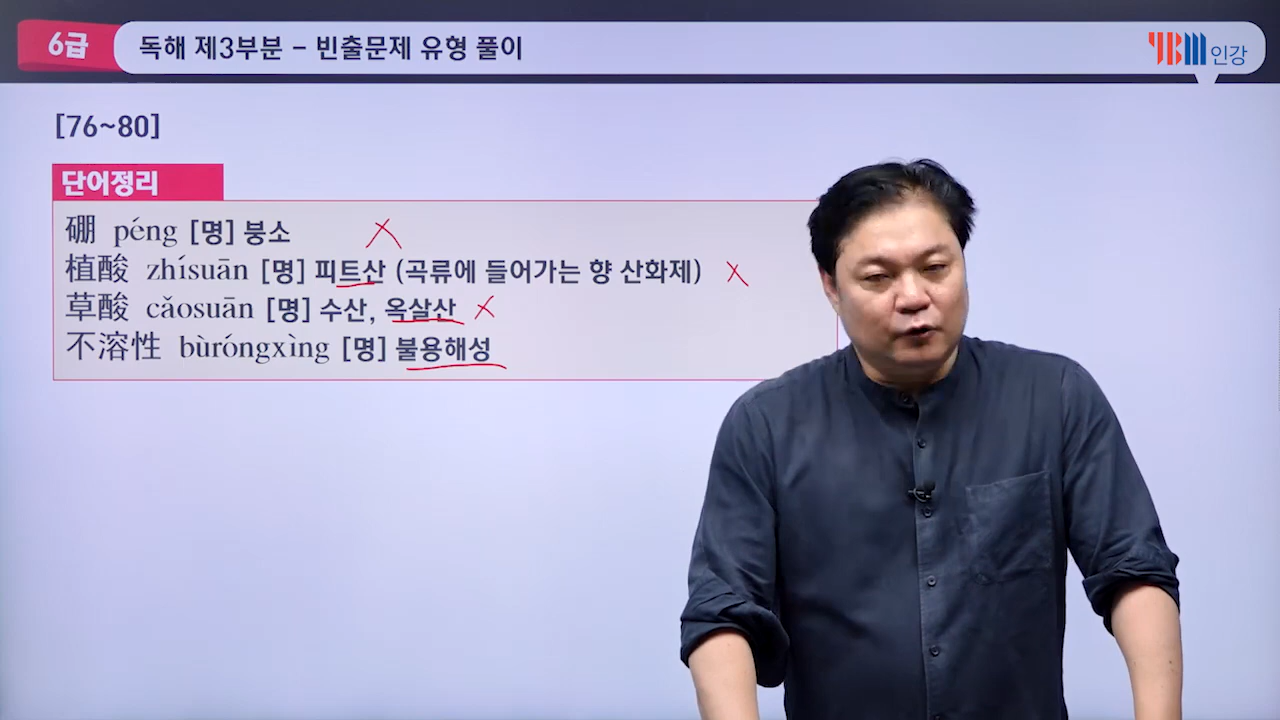 6급
독해 제3부분 – 빈출문제 유형 풀이
YBM 인강
[76~80]
단어정리
硼 péng [명] 붕소
植酸 zhísuān [명] 피트산 (곡류에 들어가는 향 산화제)
草酸 cǎosuān [명] 수산, 옥살산
不溶性 bùróngxìng [명] 불용해성